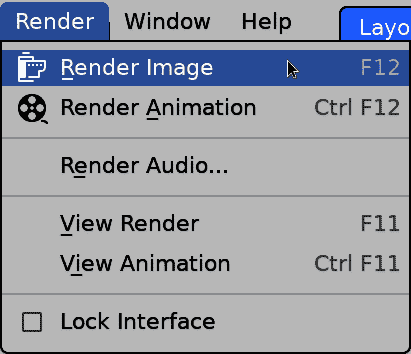 Render Window Help Layo
Render Image F12
Render Animation Ctrl F12
Render Audio...
View Render F11
View Animation Ctrl F11
Lock Interface